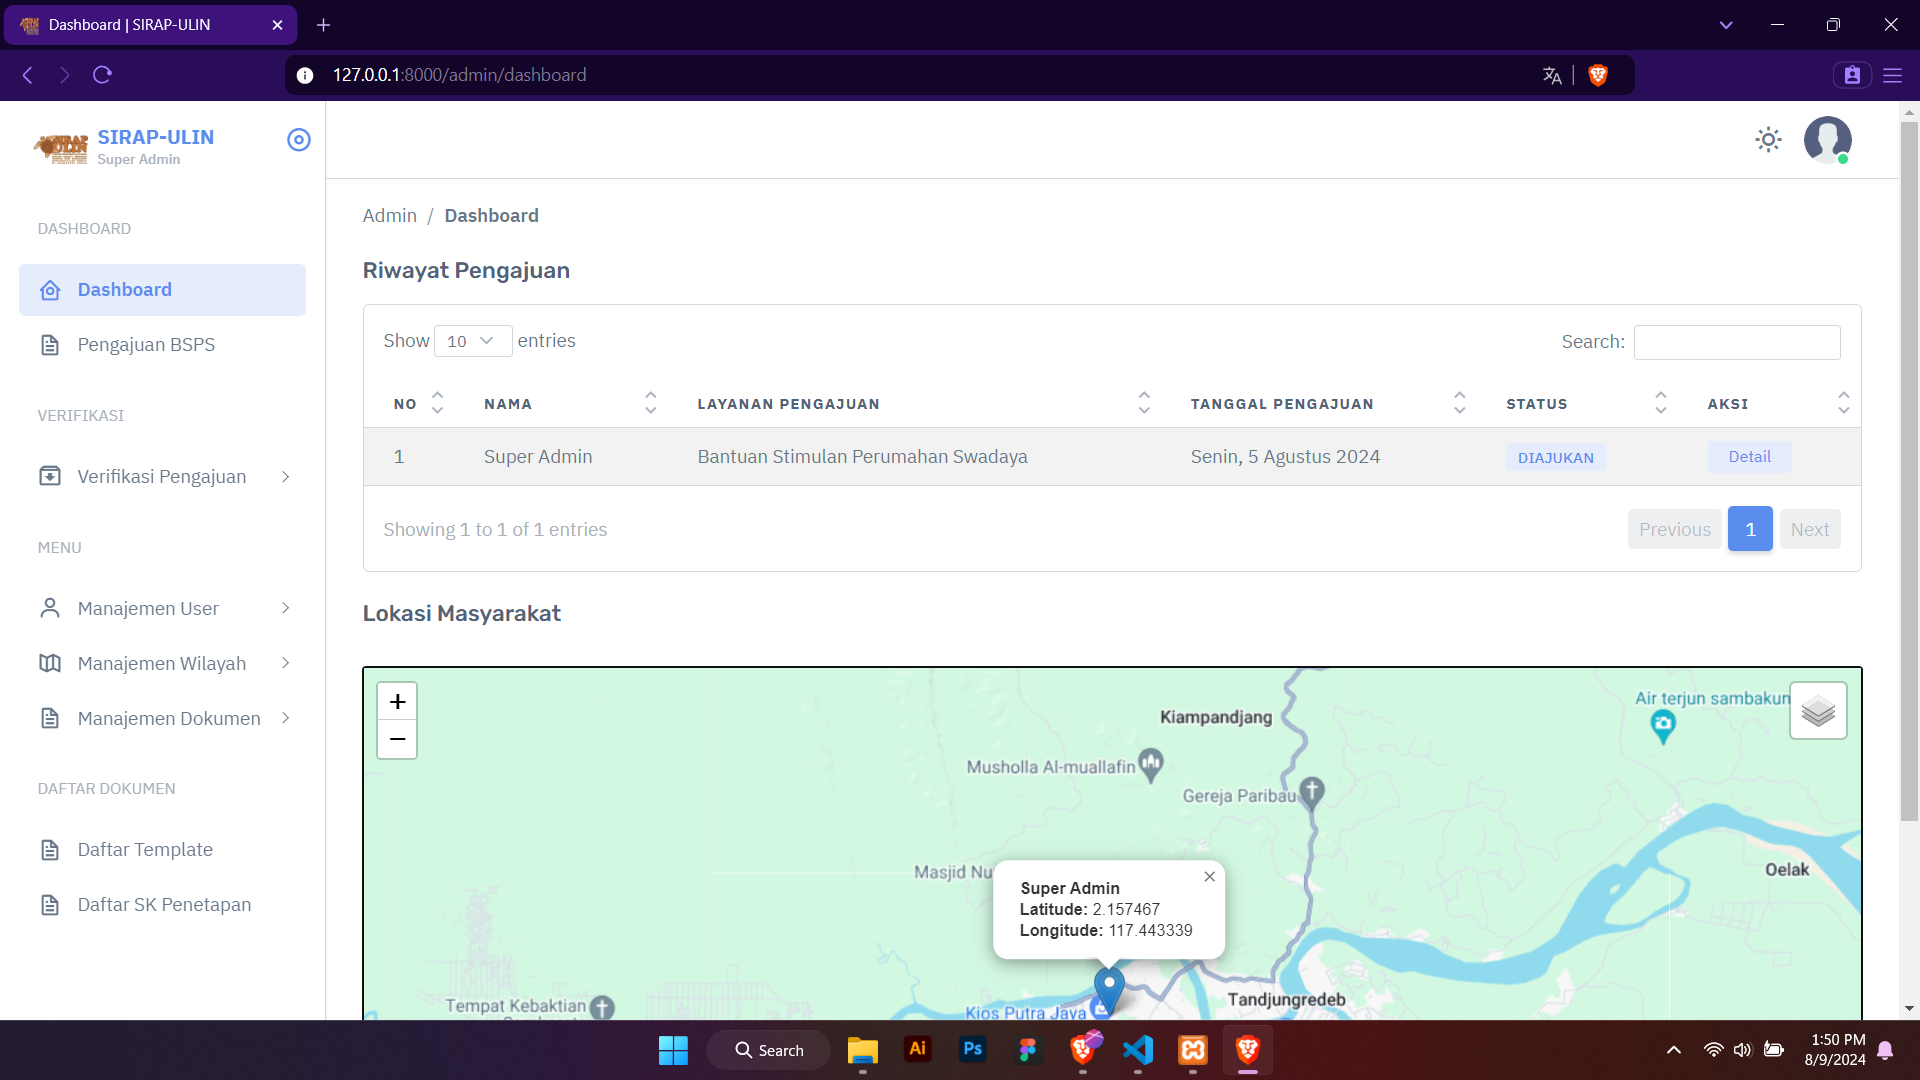 Dashboard | SIRAP-ULIN
127.0.0.1:8000/admin/dashboard
SIRAP-ULIN
Super Admin
DASHBOARD
Dashboard
Pengajuan BSPS
VERIFIKASI
Verifikasi Pengajuan
MENU
Manajemen User
Manajemen Wilayah
Manajemen Dokumen
DAFTAR DOKUMEN
Daftar Template
Daftar SK Penetapan
Admin / Dashboard
Riwayat Pengajuan
Show 10 entries
Search:
NO NAMA LAYANAN PENGAJUAN TANGGAL PENGAJUAN STATUS AKSI
1 Super Admin Bantuan Stimulan Perumahan Swadaya Senin, 5 Agustus 2024 DIAJUKAN Detail
Showing 1 to 1 of 1 entries
Previous 1 Next
Lokasi Masyarakat
+
−
Air terjun sambakun
Kiampandjang
Musholla Al-muallafin
Gereja Paribau
Masjid Nu
Oelak
Super Admin
Latitude: 2.157467
Longitude: 117.443339
Tempat Kebaktian
Kios Putra Jaya
Tandjungredeb
Search
Ai
Ps
1:50 PM
8/9/2024